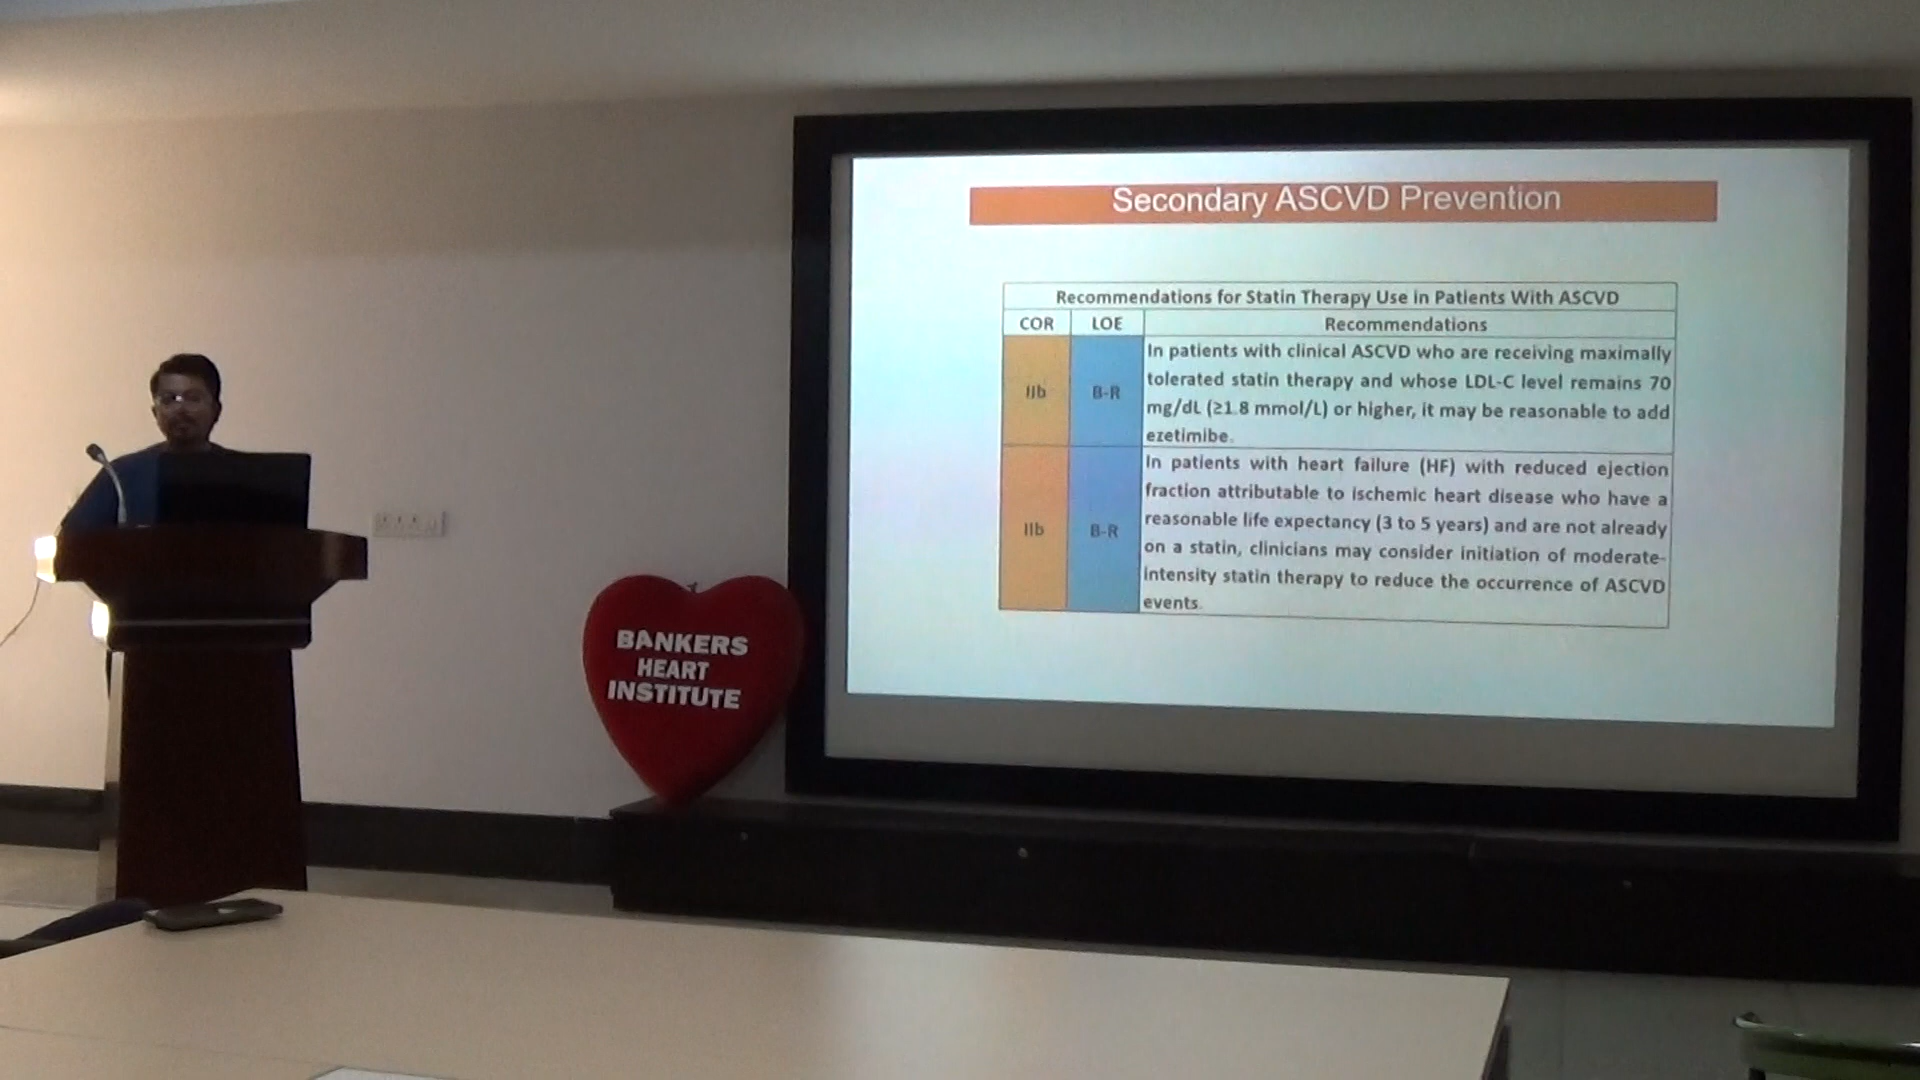 Secondary ASCVD Prevention
Recommendations for Statin Therapy Use in Patients With ASCVD
COR LOE Recommendations
IIb B-R
In patients with clinical ASCVD who are receiving maximally
tolerated statin therapy and whose LDL-C level remains 70
mg/dL (≥1.8 mmol/L) or higher, it may be reasonable to add
ezetimibe.
IIb B-R
In patients with heart failure (HF) with reduced ejection
fraction attributable to ischemic heart disease who have a
reasonable life expectancy (3 to 5 years) and are not already
on a statin, clinicians may consider initiation of moderate-
intensity statin therapy to reduce the occurrence of ASCVD
events.
BANKERS
HEART
INSTITUTE